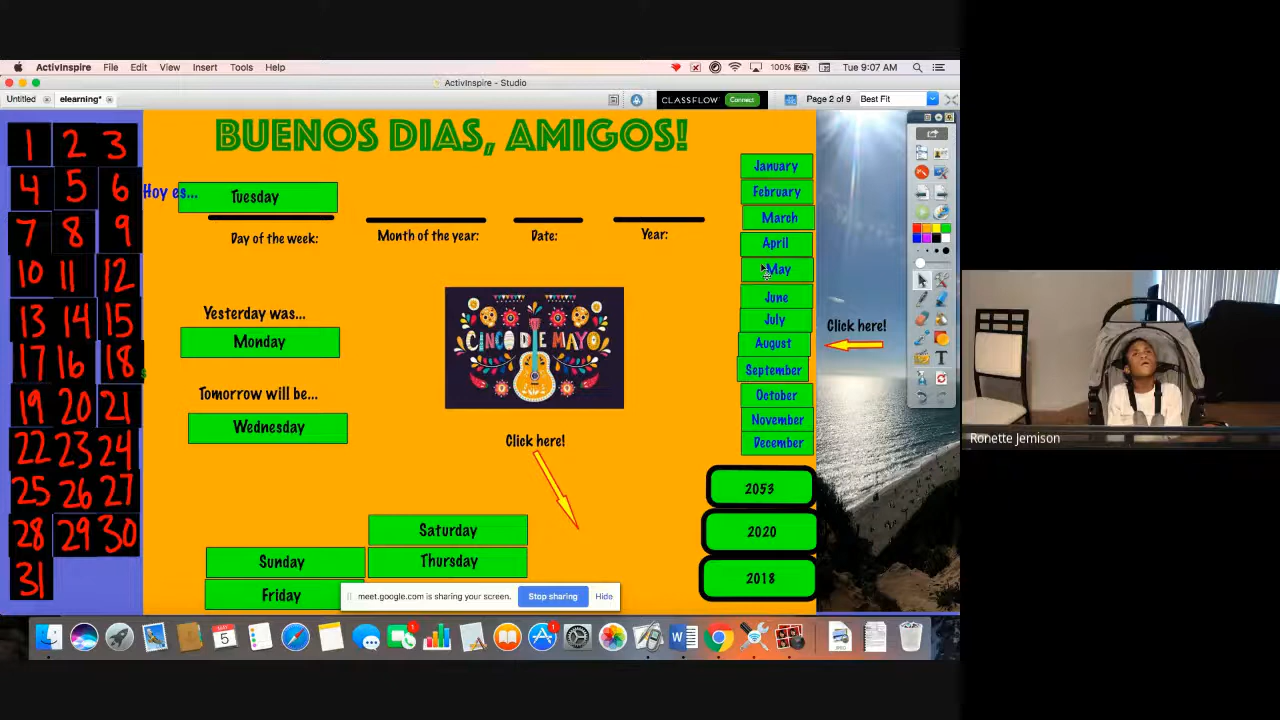 ActivInspire File Edit View Insert Tools Help 100% Tue 9:07 AM
ActivInspire - Studio
Untitled elearning* CLASSFLOW Connect Page 2 of 9 Best Fit
BUENOS DIAS, AMIGOS!
1 2 3
4 5 6
7 8 9
10 11 12
13 14 15
17 16 18
19 20 21
22 23 24
25 26 27
28 29 30
31
Hoy es... Tuesday
Day of the week: Month of the year: Date: Year:
Yesterday was...
Monday
Tomorrow will be...
Wednesday
CINCO DE MAYO
Click here!
Saturday
Sunday Thursday
Friday
January
February
March
April
May
June
July
August
September
October
November
December
Click here!
2053
2020
2018
meet.google.com is sharing your screen. Stop sharing Hide
Ronette Jemison